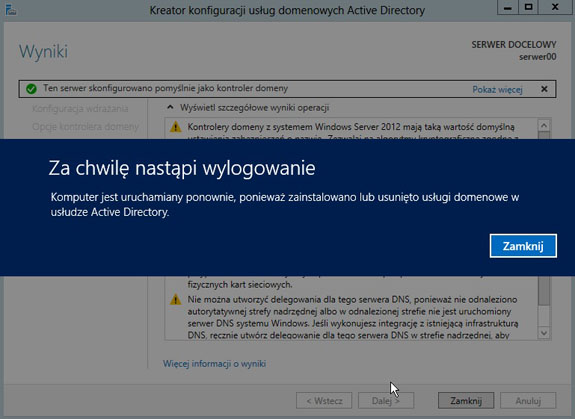 Kreator konfiguracji usług domenowych Active Directory
Wyniki
SERWER DOCELOWY
serwer00
Ten serwer skonfigurowano pomyślnie jako kontroler domeny
Pokaż więcej
Konfiguracja wdrażania
Wyświetl szczegółowe wyniki operacji
Opcje kontrolera domeny
Kontrolery domeny z systemem Windows Server 2012 mają taką wartość domyślną
Za chwilę nastąpi wylogowanie
Komputer jest uruchamiany ponownie, ponieważ zainstalowano lub usunięto usługi domenowe w
usłudze Active Directory.
Zamknij
fizycznych kart sieciowych.
Nie można utworzyć delegowania dla tego serwera DNS, ponieważ nie odnaleziono
autorytatywnej strefy nadrzędnej albo w odnalezionej strefie nie jest uruchomiony
serwer DNS systemu Windows. Jeśli wykonujesz integrację z istniejącą infrastrukturą
DNS, ręcznie utwórz delegowanie dla tego serwera DNS w strefie nadrzędnej, aby
Więcej informacji o wyniki
< Wstecz
Dalej >
Zamknij
Anuluj